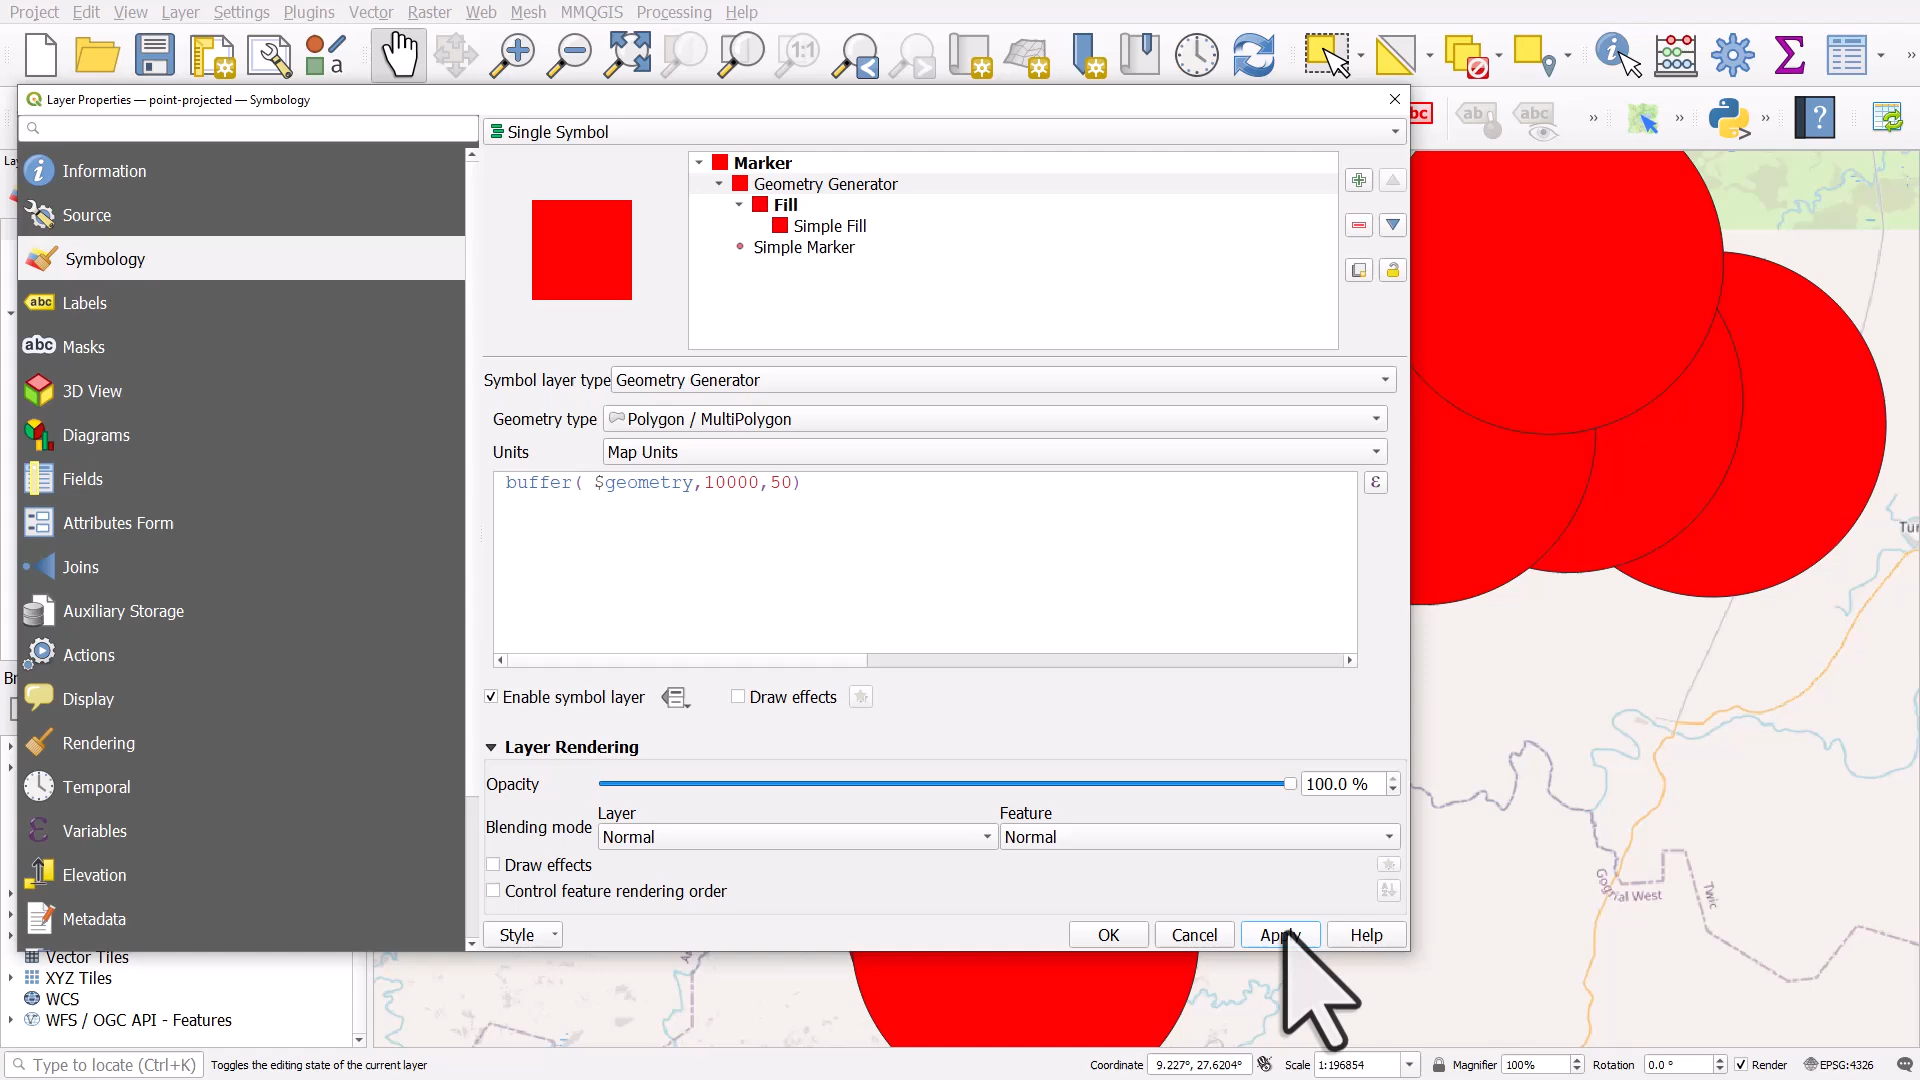 Project Edit View Layer Settings Plugins Vector Raster Web Mesh MMQGIS Processing Help
Layer Properties — point-projected — Symbology
Single Symbol
Information
Source
Symbology
Labels
Masks
3D View
Diagrams
Fields
Attributes Form
Joins
Auxiliary Storage
Actions
Display
Rendering
Temporal
Variables
Elevation
Metadata
Marker
Geometry Generator
Fill
Simple Fill
Simple Marker
Symbol layer type Geometry Generator
Geometry type Polygon / MultiPolygon
Units Map Units
buffer( $geometry,10000,50)
ε
Enable symbol layer Draw effects
Layer Rendering
Opacity 100.0 %
Layer Feature
Blending mode Normal Normal
Draw effects
Control feature rendering order
Style OK Cancel Apply Help
Vector Tiles
XYZ Tiles
WCS
WFS / OGC API - Features
Gogrial West
Twic
Type to locate (Ctrl+K) Toggles the editing state of the current layer Coordinate 9.227°, 27.6204° Scale 1:196854 Magnifier 100% Rotation 0.0 ° Render EPSG:4326